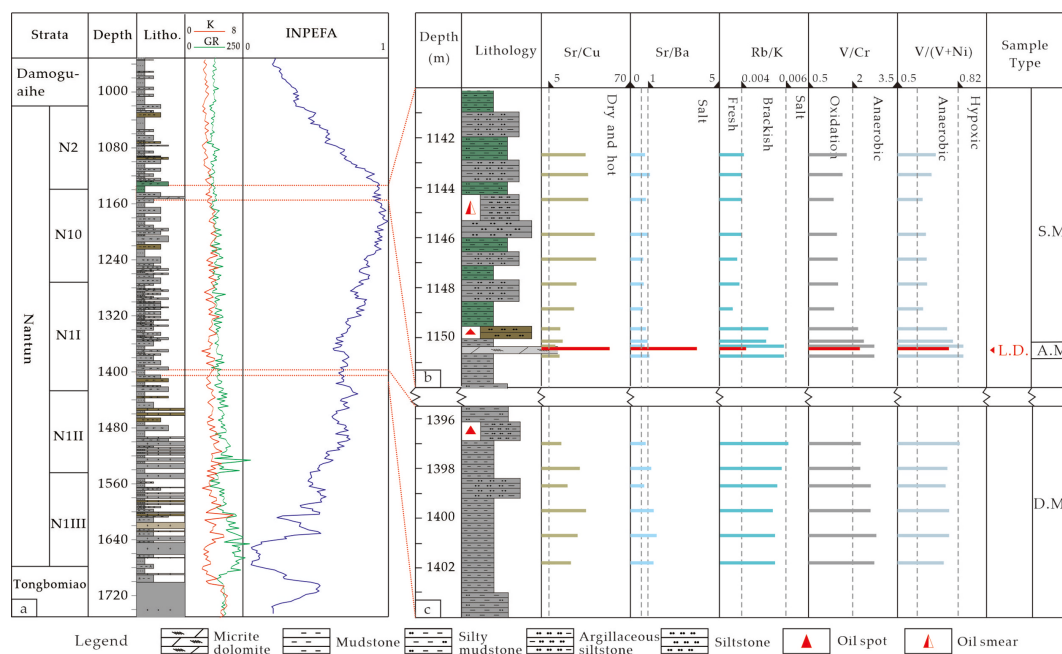 Strata Depth Litho. K 0 8 GR 0 250 INPEFA 0 1
Damogu-
aihe
N2
N10
N1I
N1II
N1III
Nantun
Tongbomiao
1000
1080
1160
1240
1320
1400
1480
1560
1640
1720
a
Depth
(m)
Lithology
Sr/Cu
5 70
Sr/Ba
0 1 5
Rb/K
0.004 0.006
V/Cr
0.5 2 3.5
V/(V+Ni)
0.5 0.82
Sample
Type
Dry and hot
Salt
Fresh
Brackish
Salt
Oxidation
Anaerobic
Anaerobic
Hypoxic
1142
1144
1146
1148
1150
b
S.M
L.D.
A.M
1396
1398
1400
1402
c
D.M
Legend
Micrite
dolomite
Mudstone
Silty
mudstone
Argillaceous
siltstone
Siltstone
Oil spot
Oil smear